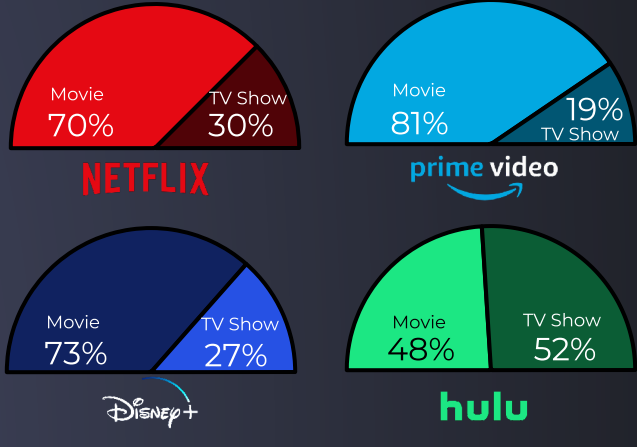 Movie
70%
TV Show
30%
NETFLIX
Movie
81%
19%
TV Show
prime video
Movie
73%
TV Show
27%
Disney+
Movie
48%
TV Show
52%
hulu